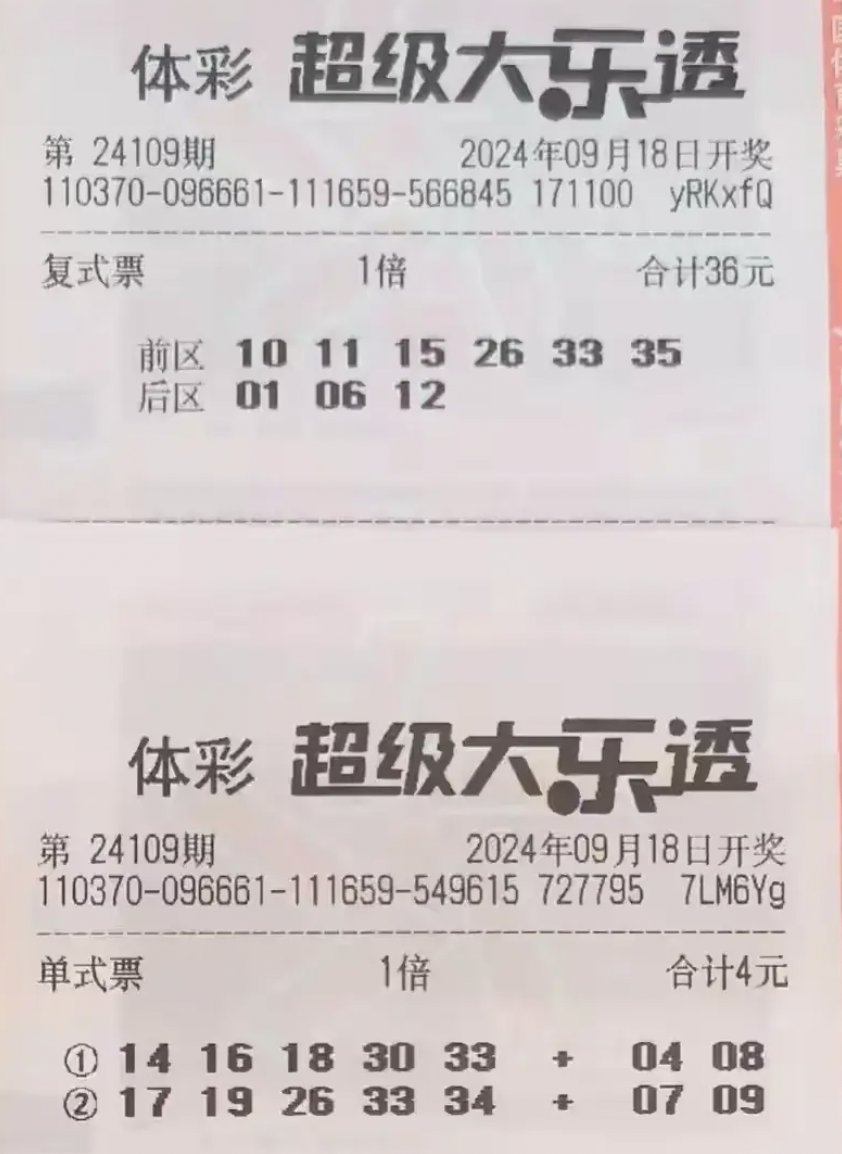 体彩 超级大乐透
第 24109期 2024年09月18日开奖
110370-096661-111659-566845 171100 yRKxfQ
复式票 1倍 合计36元
前区 10 11 15 26 33 35
后区 01 06 12
体彩 超级大乐透
第 24109期 2024年09月18日开奖
110370-096661-111659-549615 727795 7LM6Yg
单式票 1倍 合计4元
① 14 16 18 30 33 + 04 08
② 17 19 26 33 34 + 07 09